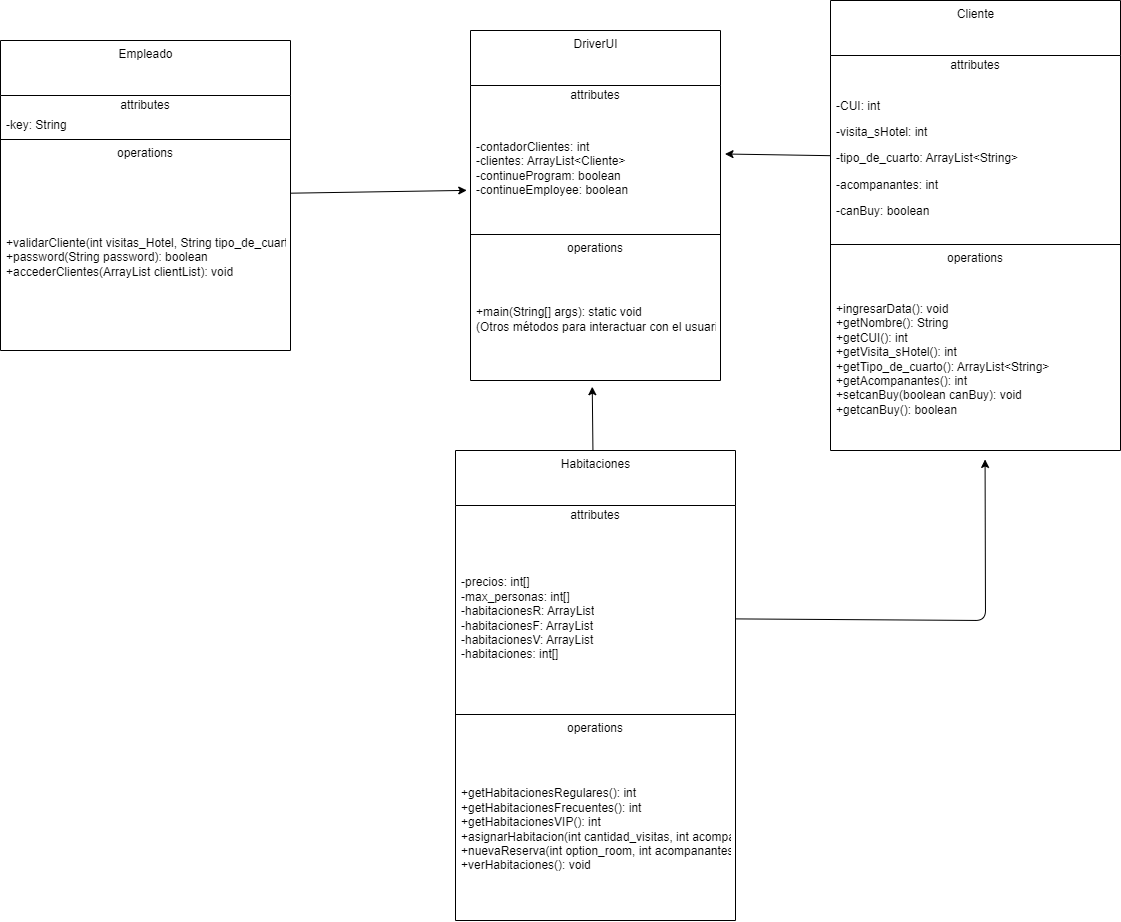 Empleado
attributes
-key: String
operations
+validarCliente(int visitas_Hotel, String tipo_de_cuart
+password(String password): boolean
+accederClientes(ArrayList clientList): void
DriverUI
attributes
-contadorClientes: int
-clientes: ArrayList<Cliente>
-continueProgram: boolean
-continueEmployee: boolean
operations
+main(String[] args): static void
(Otros métodos para interactuar con el usuari
Cliente
attributes
-CUI: int
-visita_sHotel: int
-tipo_de_cuarto: ArrayList<String>
-acompanantes: int
-canBuy: boolean
operations
+ingresarData(): void
+getNombre(): String
+getCUI(): int
+getVisita_sHotel(): int
+getTipo_de_cuarto(): ArrayList<String>
+getAcompanantes(): int
+setcanBuy(boolean canBuy): void
+getcanBuy(): boolean
Habitaciones
attributes
-precios: int[]
-max_personas: int[]
-habitacionesR: ArrayList
-habitacionesF: ArrayList
-habitacionesV: ArrayList
-habitaciones: int[]
operations
+getHabitacionesRegulares(): int
+getHabitacionesFrecuentes(): int
+getHabitacionesVIP(): int
+asignarHabitacion(int cantidad_visitas, int acompa
+nuevaReserva(int option_room, int acompanantes
+verHabitaciones(): void